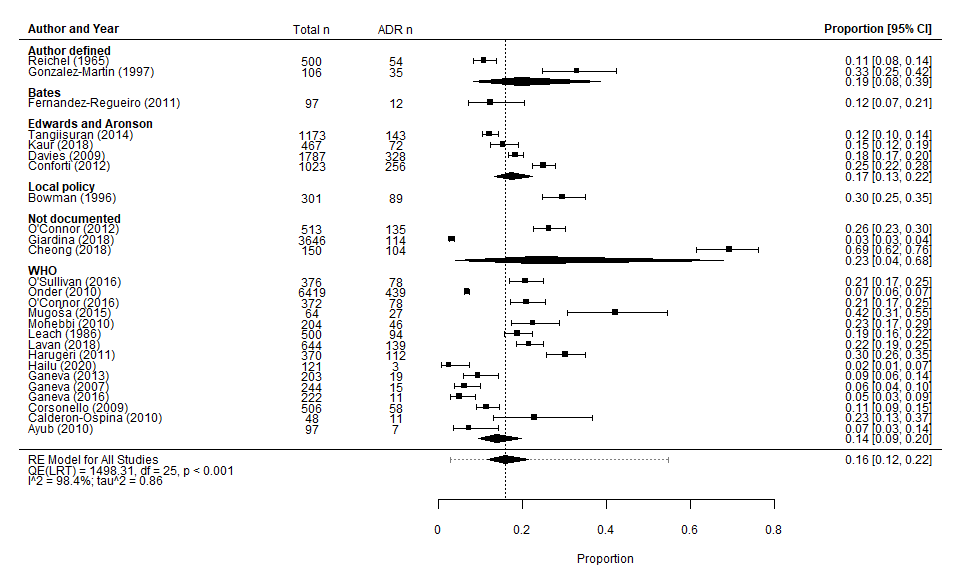 Author and Year Total n ADR n Proportion [95% CI]
Author defined
Reichel (1965) 500 54 0.11 [0.08, 0.14]
Gonzalez-Martin (1997) 106 35 0.33 [0.25, 0.42]
0.19 [0.08, 0.39]
Bates
Fernandez-Regueiro (2011) 97 12 0.12 [0.07, 0.21]
Edwards and Aronson
Tangiisuran (2014) 1173 143 0.12 [0.10, 0.14]
Kaur (2018) 467 72 0.15 [0.12, 0.19]
Davies (2009) 1787 328 0.18 [0.17, 0.20]
Conforti (2012) 1023 256 0.25 [0.22, 0.28]
0.17 [0.13, 0.22]
Local policy
Bowman (1996) 301 89 0.30 [0.25, 0.35]
Not documented
O'Connor (2012) 513 135 0.26 [0.23, 0.30]
Giardina (2018) 3646 114 0.03 [0.03, 0.04]
Cheong (2018) 150 104 0.69 [0.62, 0.76]
0.23 [0.04, 0.68]
WHO
O'Sullivan (2016) 376 78 0.21 [0.17, 0.25]
Onder (2010) 6419 439 0.07 [0.06, 0.07]
O'Connor (2016) 372 78 0.21 [0.17, 0.25]
Mugosa (2015) 64 27 0.42 [0.31, 0.55]
Mohebbi (2010) 204 46 0.23 [0.17, 0.29]
Leach (1986) 500 94 0.19 [0.16, 0.22]
Lavan (2018) 644 139 0.22 [0.19, 0.25]
Harugeri (2011) 370 112 0.30 [0.26, 0.35]
Hailu (2020) 121 3 0.02 [0.01, 0.07]
Ganeva (2013) 203 19 0.09 [0.06, 0.14]
Ganeva (2007) 244 15 0.06 [0.04, 0.10]
Ganeva (2016) 222 11 0.05 [0.03, 0.09]
Corsonello (2009) 506 58 0.11 [0.09, 0.15]
Calderon-Ospina (2010) 48 11 0.23 [0.13, 0.37]
Ayub (2010) 97 7 0.07 [0.03, 0.14]
0.14 [0.09, 0.20]
RE Model for All Studies 0.16 [0.12, 0.22]
QE(LRT) = 1498.31, df = 25, p < 0.001
I^2 = 98.4%; tau^2 = 0.86
0 0.2 0.4 0.6 0.8
Proportion